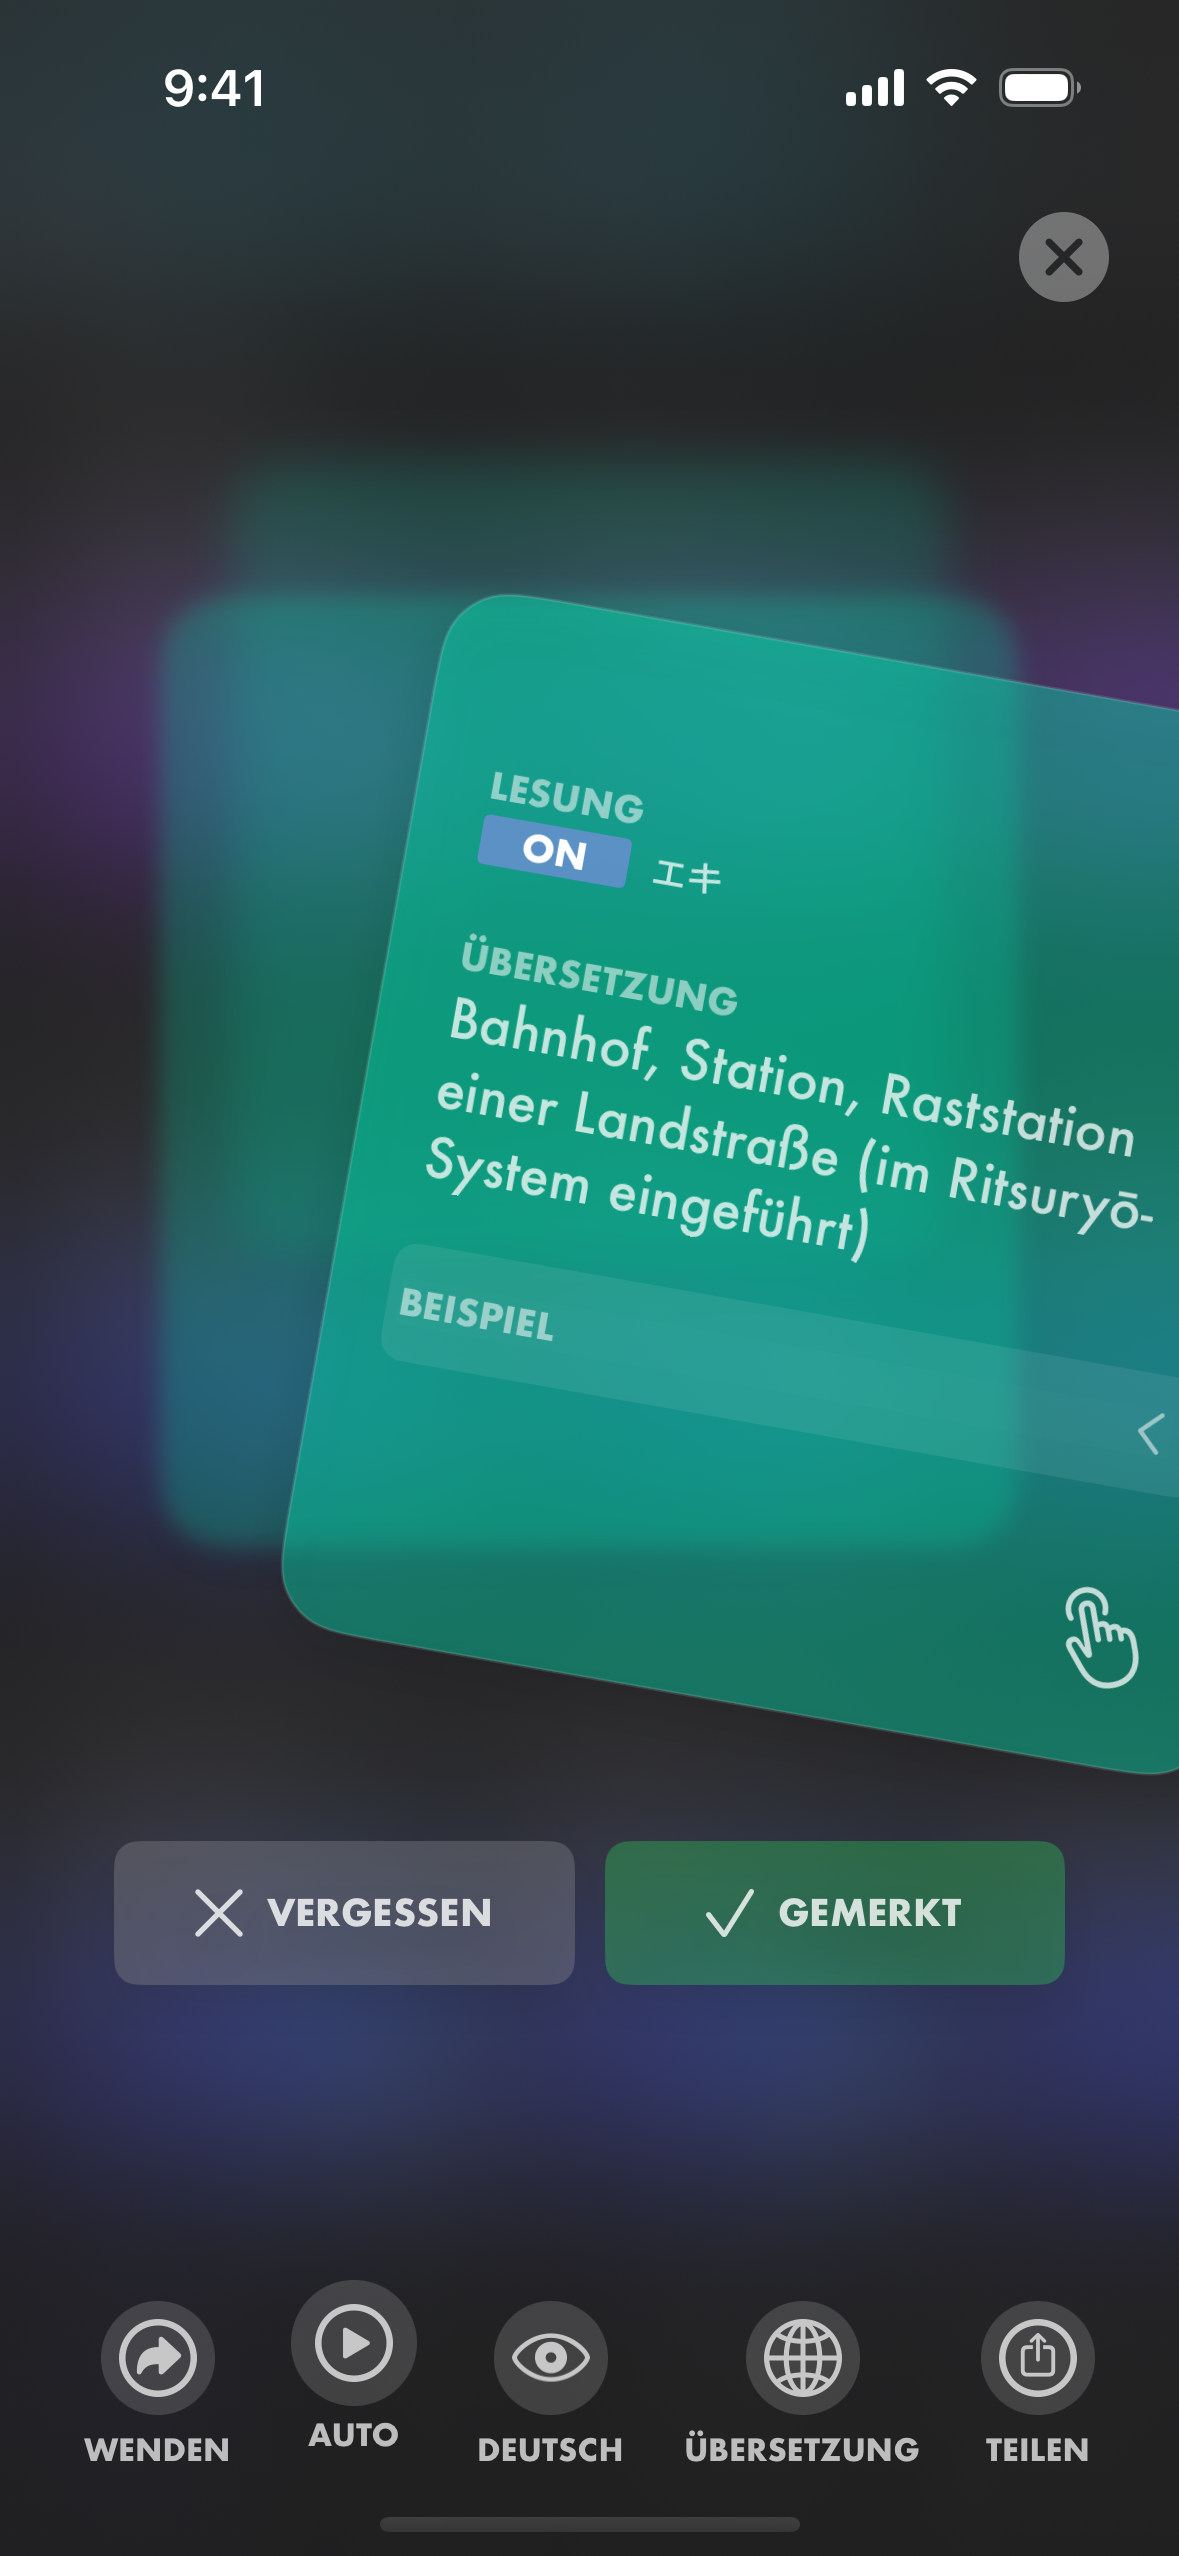 9:41
LESUNG
ON エキ
ÜBERSETZUNG
Bahnhof, Station, Raststation
einer Landstraße (im Ritsuryō-
System eingeführt)
BEISPIEL
VERGESSEN
GEMERKT
WENDEN
AUTO
DEUTSCH
ÜBERSETZUNG
TEILEN